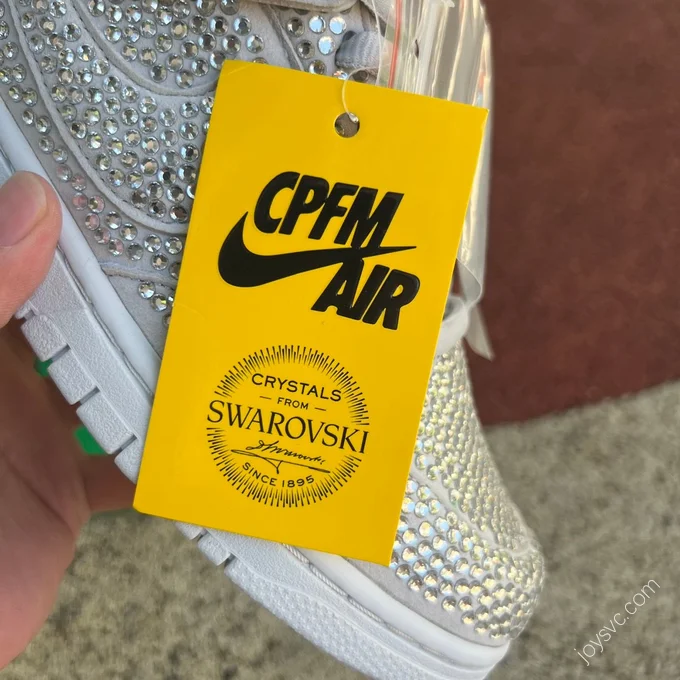 CPFM
AIR
CRYSTALS
FROM
SWAROVSKI
SINCE 1895
joysvc.com